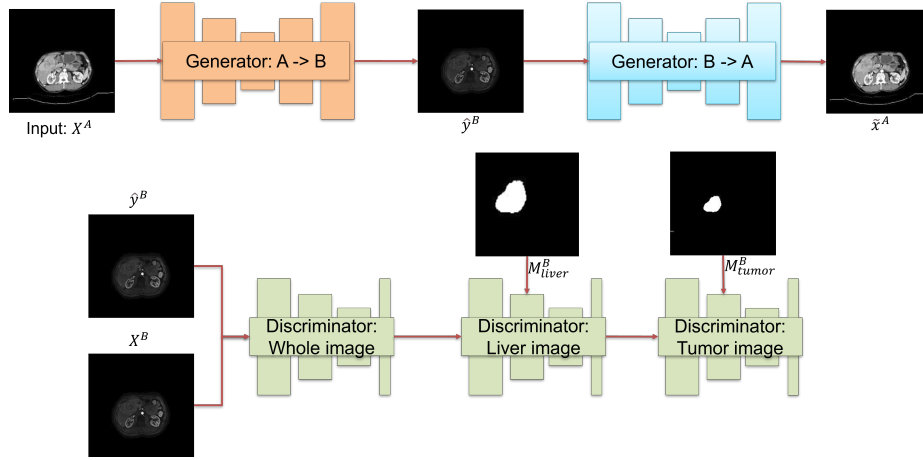 Generator: A -> B
Generator: B -> A
Input: X^A
ŷ^B
x̃^A
ŷ^B
M^B_liver
M^B_tumor
X^B
Discriminator:
Whole image
Discriminator:
Liver image
Discriminator:
Tumor image